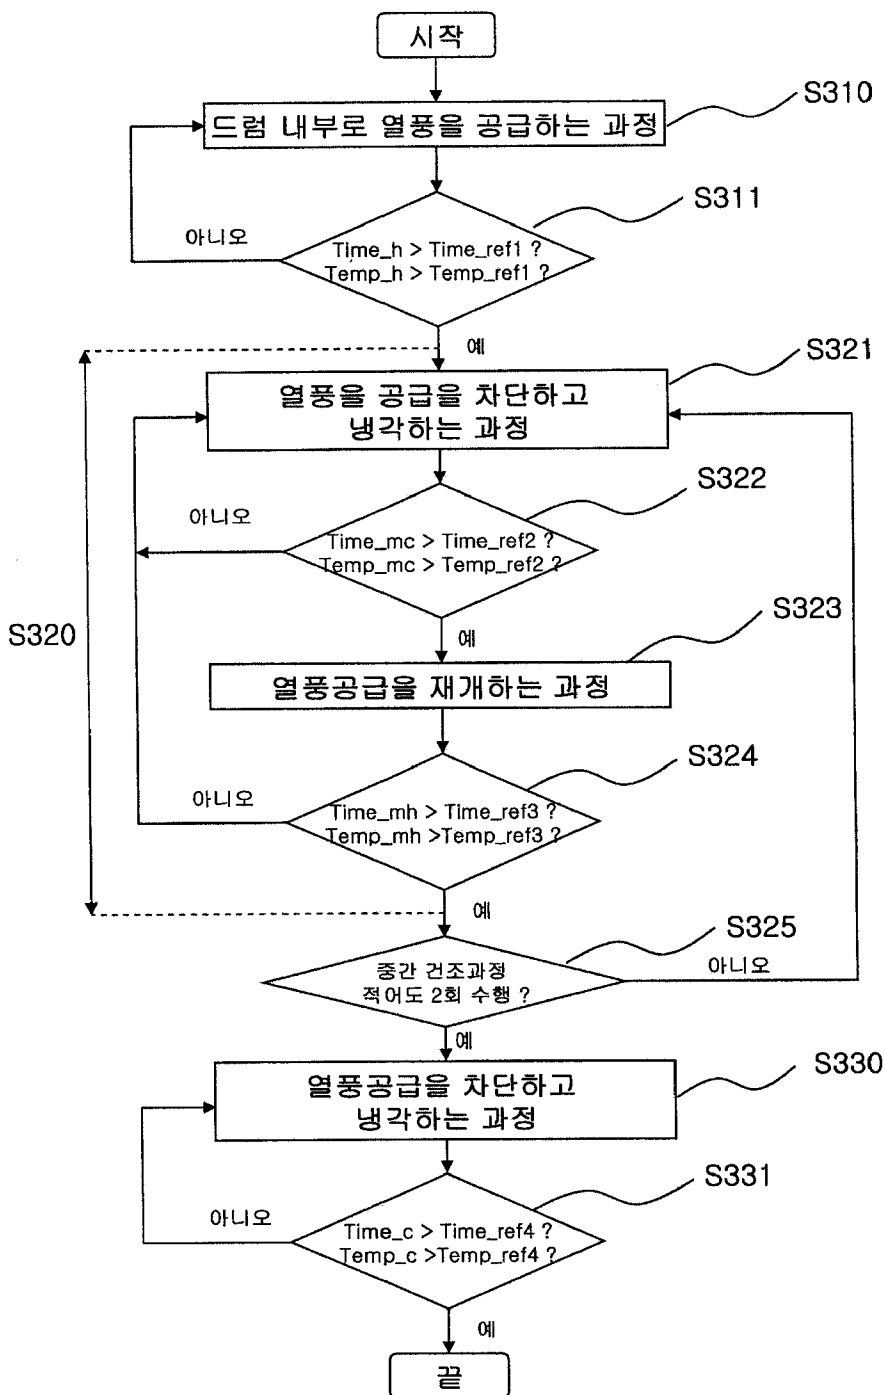 시작
S310
드럼 내부로 열풍을 공급하는 과정
S311
아니오
Time_h > Time_ref1 ?
Temp_h > Temp_ref1 ?
예
S321
열풍을 공급을 차단하고
냉각하는 과정
S322
아니오
Time_mc > Time_ref2 ?
Temp_mc > Temp_ref2 ?
S320
예
S323
열풍공급을 재개하는 과정
S324
아니오
Time_mh > Time_ref3 ?
Temp_mh >Temp_ref3 ?
예
S325
중간 건조과정
적어도 2회 수행 ?
아니오
예
S330
열풍공급을 차단하고
냉각하는 과정
S331
아니오
Time_c > Time_ref4 ?
Temp_c >Temp_ref4 ?
예
끝